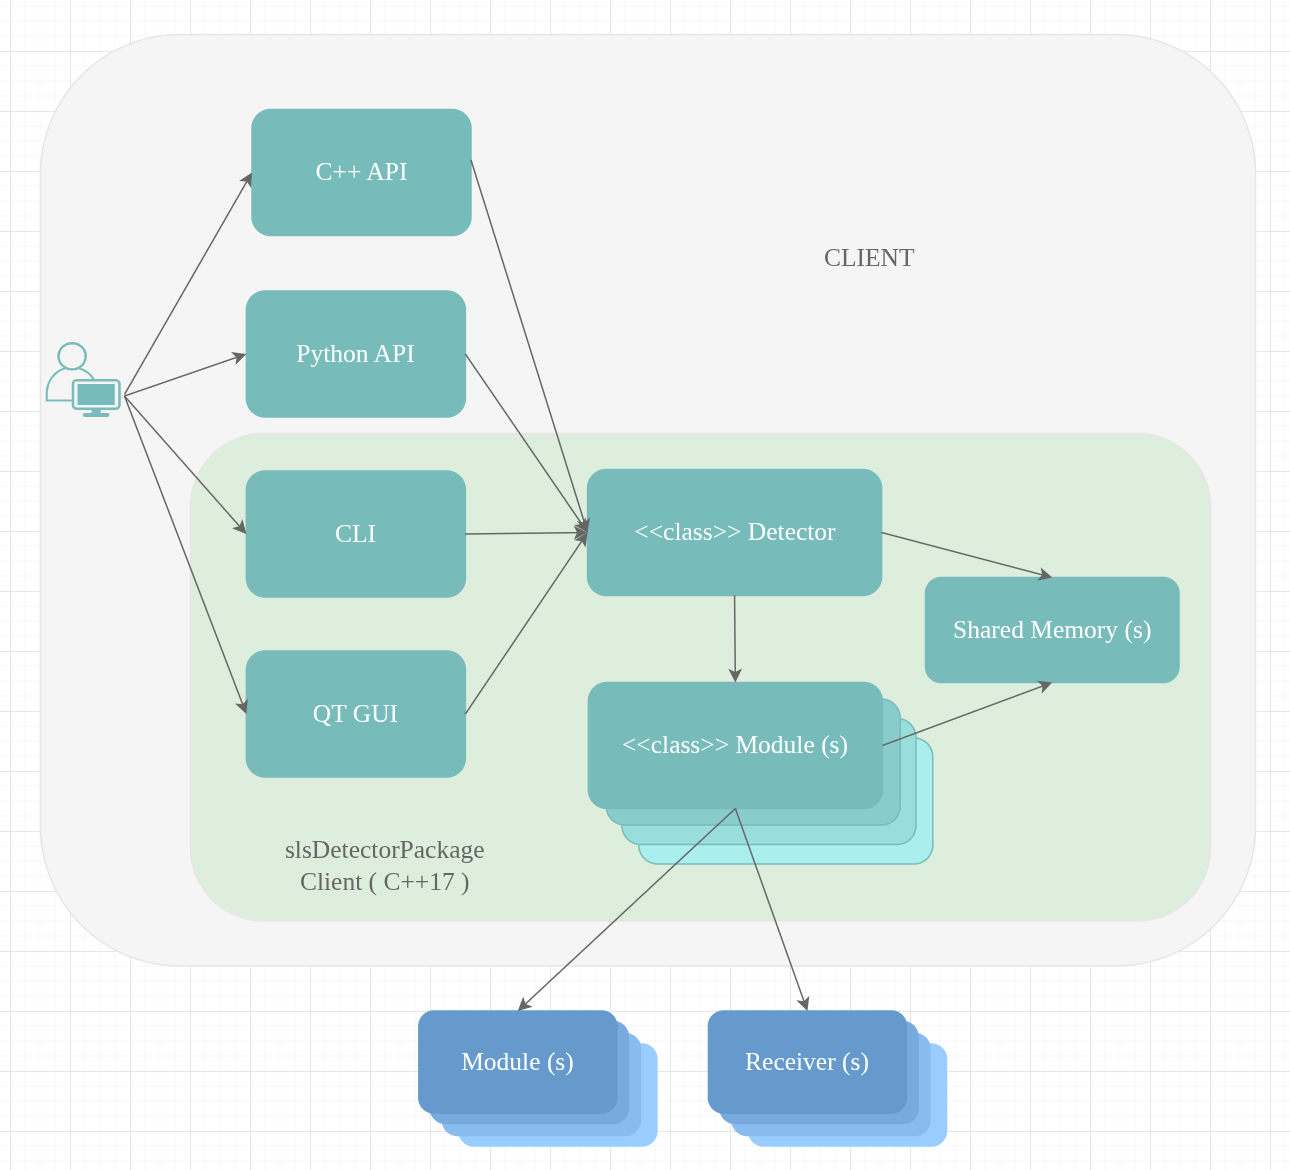 C++ API
CLIENT
Python API
CLI
<<class>> Detector
Shared Memory (s)
QT GUI
<<class>> Module (s)
slsDetectorPackage
Client ( C++17 )
Module (s)
Receiver (s)